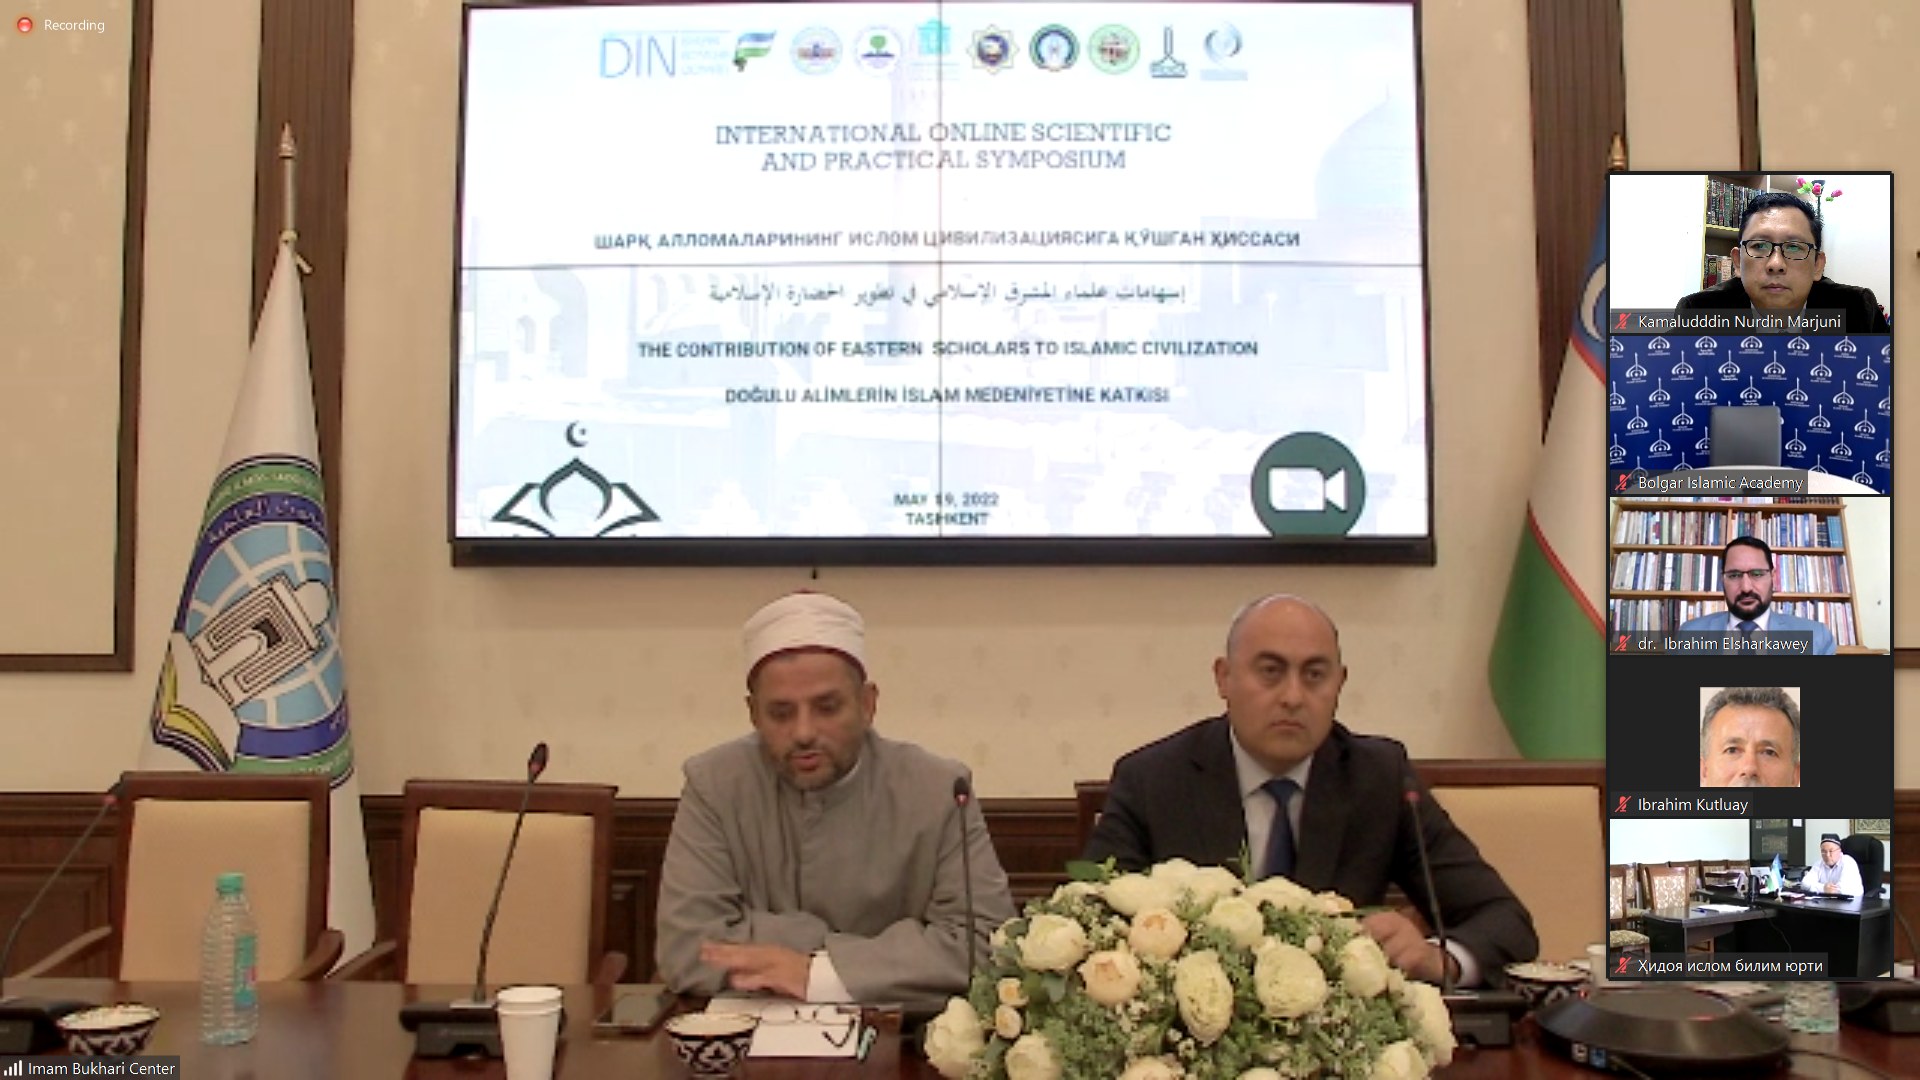 Recording
DIN
INTERNATIONAL ONLINE SCIENTIFIC
AND PRACTICAL SYMPOSIUM
ШАРҚ АЛЛОМАЛАРИНИНГ ИСЛОМ ЦИВИЛИЗАЦИЯСИГА ҚЎШГАН ҲИССАСИ
إسهامات علماء المشرق الإسلامي في تطوير الحضارة الإسلامية
THE CONTRIBUTION OF EASTERN SCHOLARS TO ISLAMIC CIVILIZATION
DOĞULU ALİMLERİN İSLAM MEDENİYETİNE KATKISI
MAY 19, 2022
TASHKENT
Kamaludddin Nurdin Marjuni
Bolgar Islamic Academy
dr. Ibrahim Elsharkawey
Ibrahim Kutluay
Ҳидоя ислом билим юрти
Imam Bukhari Center